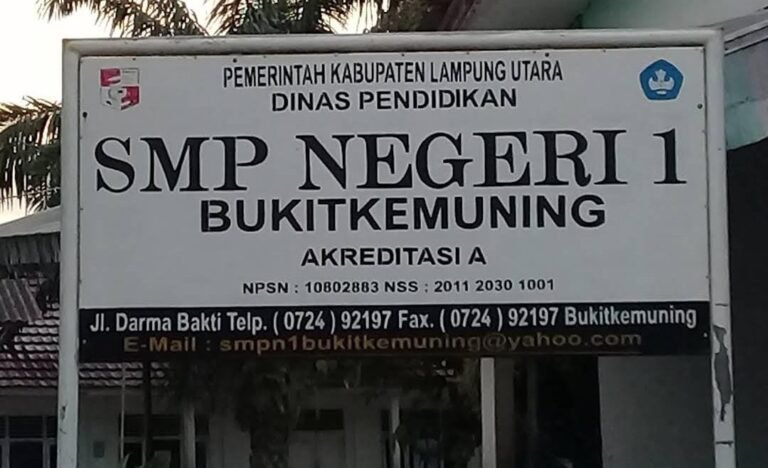 PEMERINTAH KABUPATEN LAMPUNG UTARA
DINAS PENDIDIKAN
SMP NEGERI 1
BUKITKEMUNING
AKREDITASI A
NPSN : 10802883 NSS : 2011 2030 1001
Jl. Darma Bakti Telp. ( 0724 ) 92197 Fax. ( 0724 ) 92197 Bukitkemuning
E-Mail : smpn1bukitkemuning@yahoo.com